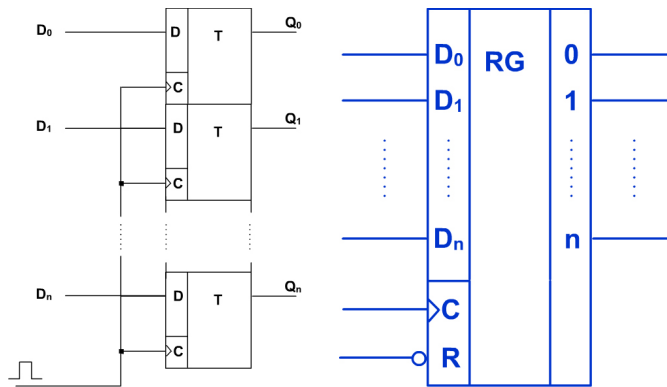 D₀ D T Q₀
C
D₁ D T Q₁
C
Dₙ D T Qₙ
C
D₀ RG 0
D₁ 1
Dₙ n
C
R